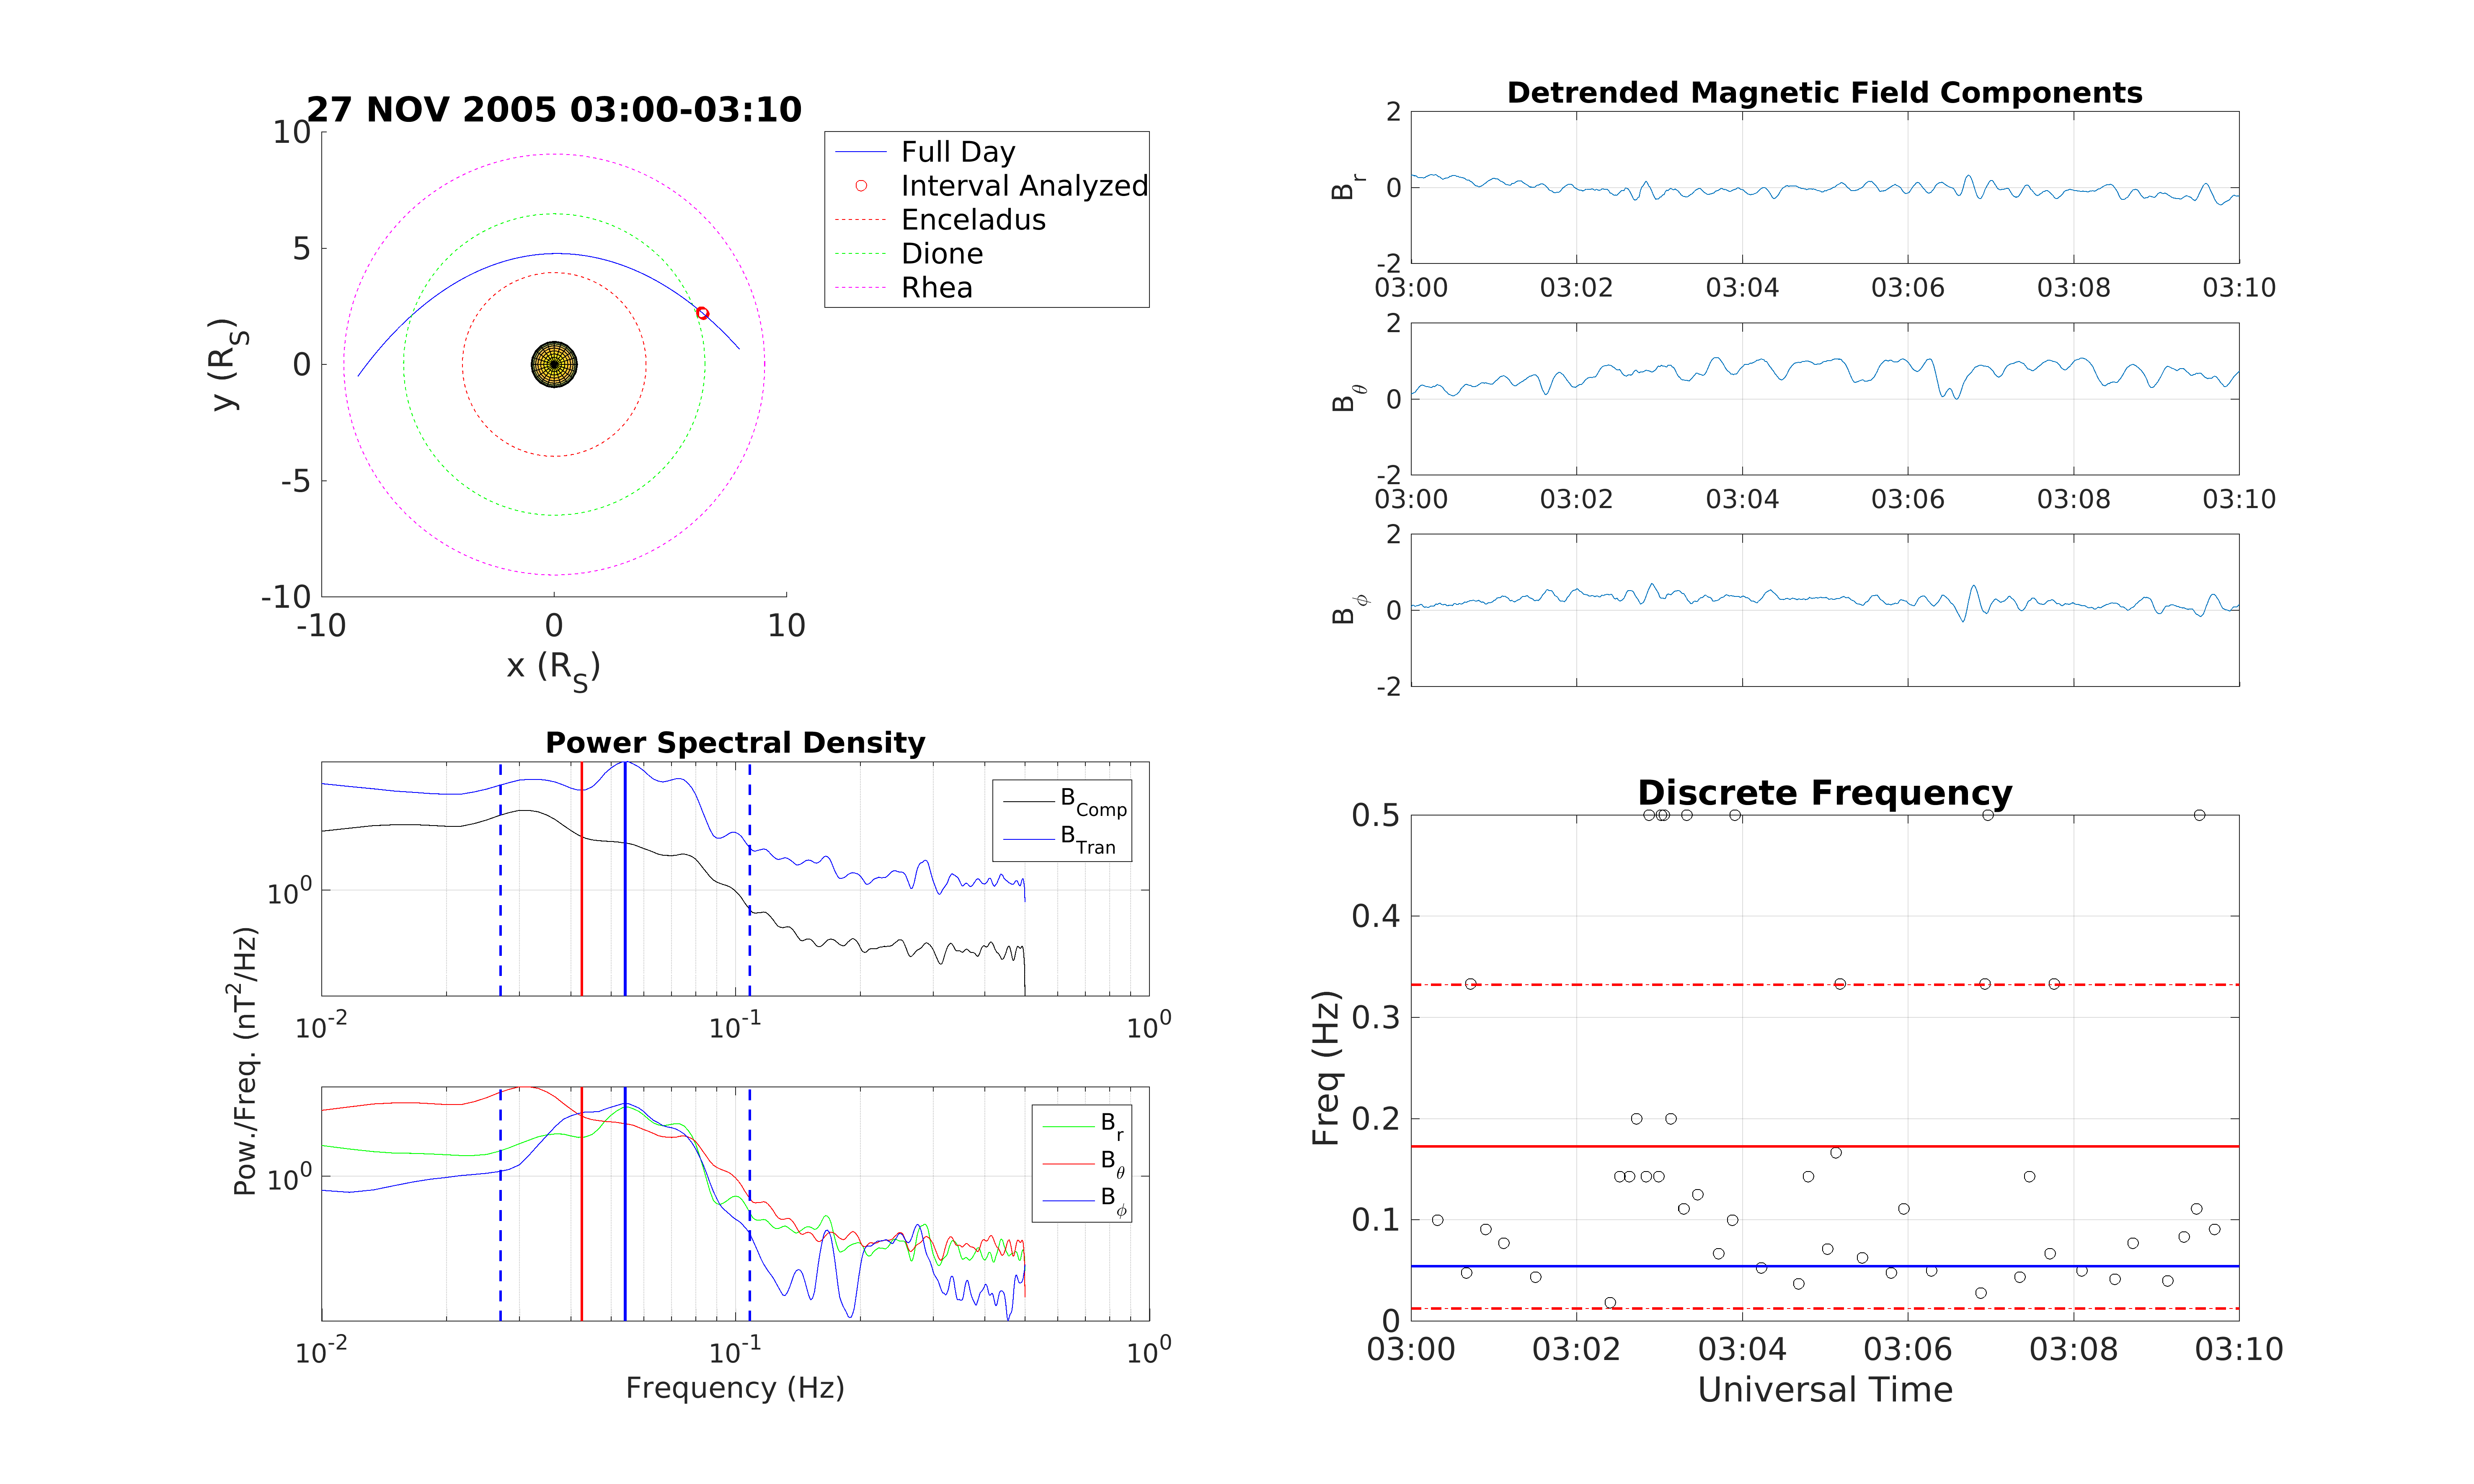 27 NOV 2005 03:00-03:10
10
5
0
-5
-10
-10 0 10
y (R_S)
x (R_S)
Full Day
Interval Analyzed
Enceladus
Dione
Rhea
Detrended Magnetic Field Components
2
0
-2
B_r
03:00 03:02 03:04 03:06 03:08 03:10
2
0
-2
B_θ
03:00 03:02 03:04 03:06 03:08 03:10
2
0
-2
B_ϕ
Power Spectral Density
10^0
B_Comp
B_Tran
10^-2 10^-1 10^0
Pow./Freq. (nT^2/Hz)
10^0
B_r
B_θ
B_ϕ
10^-2 10^-1 10^0
Frequency (Hz)
Discrete Frequency
0.5
0.4
0.3
0.2
0.1
0
Freq (Hz)
03:00 03:02 03:04 03:06 03:08 03:10
Universal Time